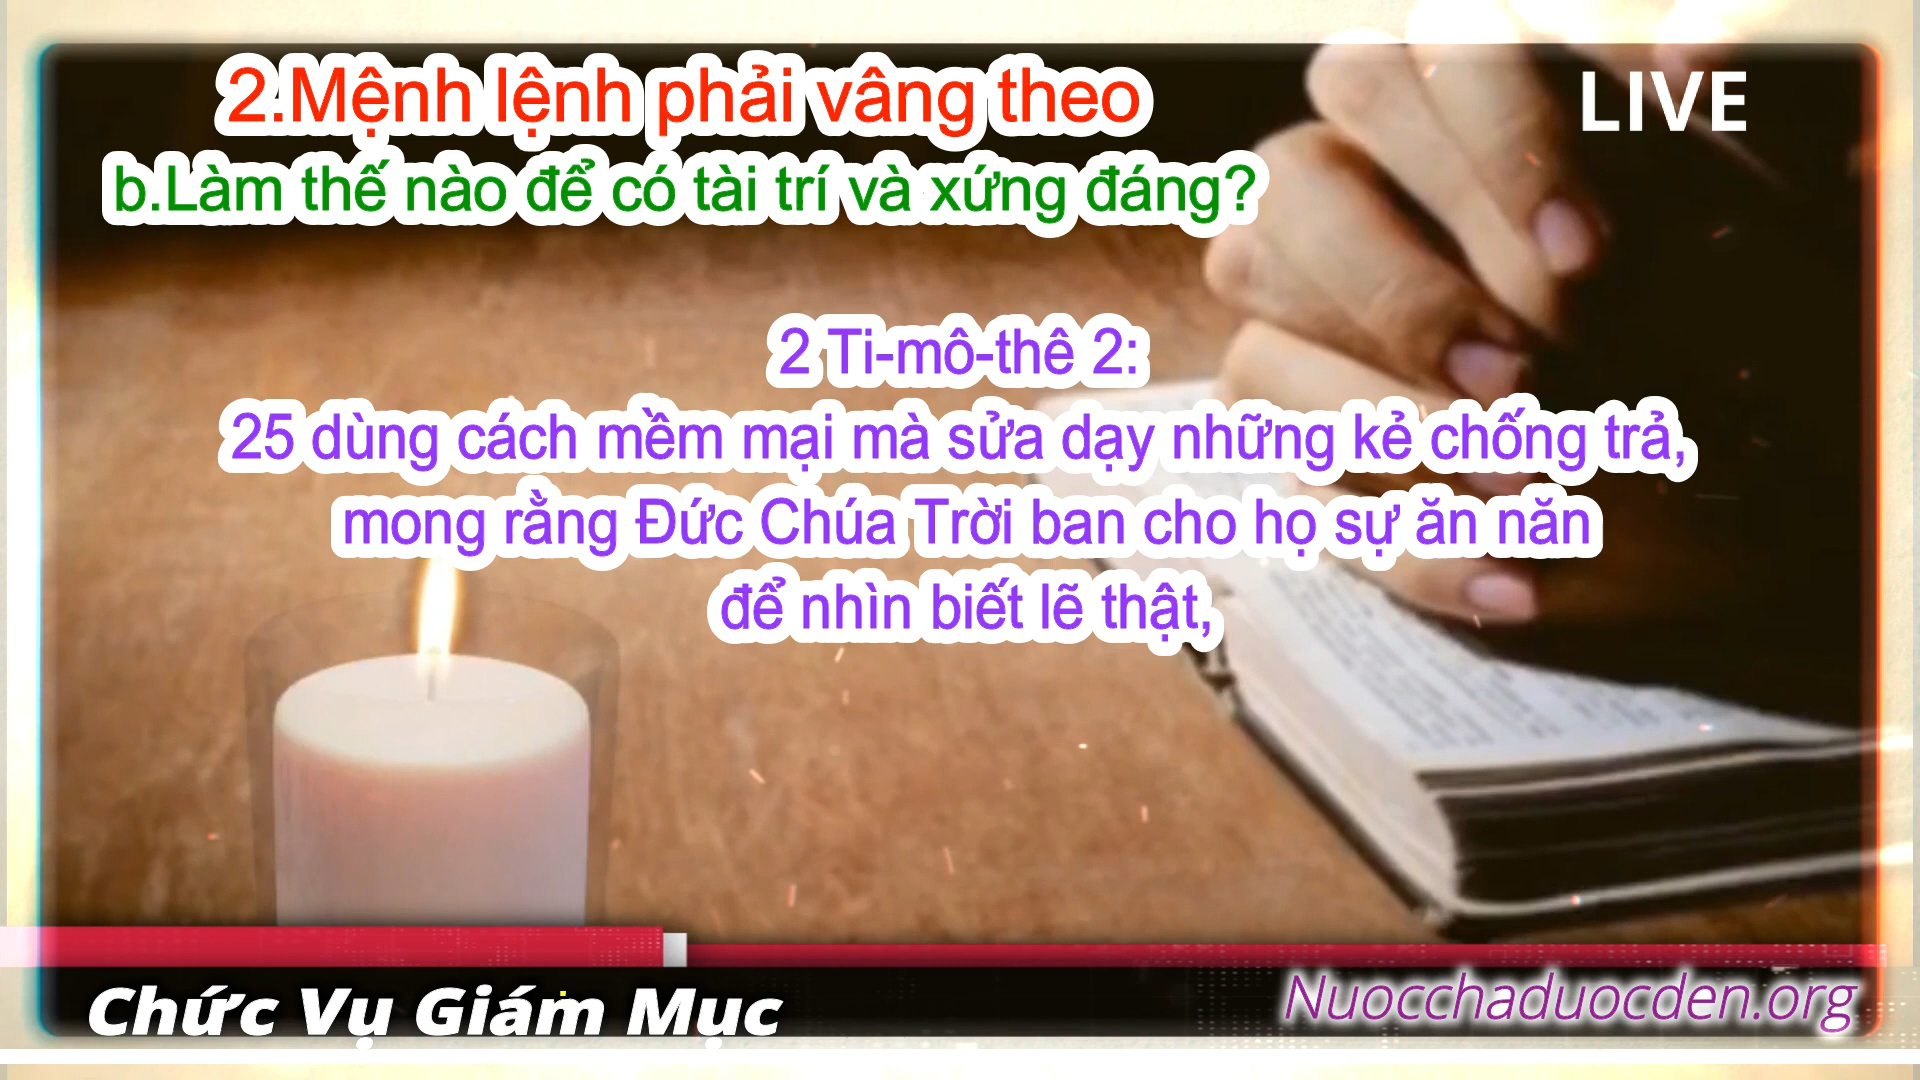 2.Mệnh lệnh phải vâng theo
LIVE
b.Làm thế nào để có tài trí và xứng đáng?
2 Ti-mô-thê 2:
25 dùng cách mềm mại mà sửa dạy những kẻ chống trả,
mong rằng Đức Chúa Trời ban cho họ sự ăn năn
để nhìn biết lẽ thật,
Chức Vụ Giám Mục
Nuocchaduocden.org